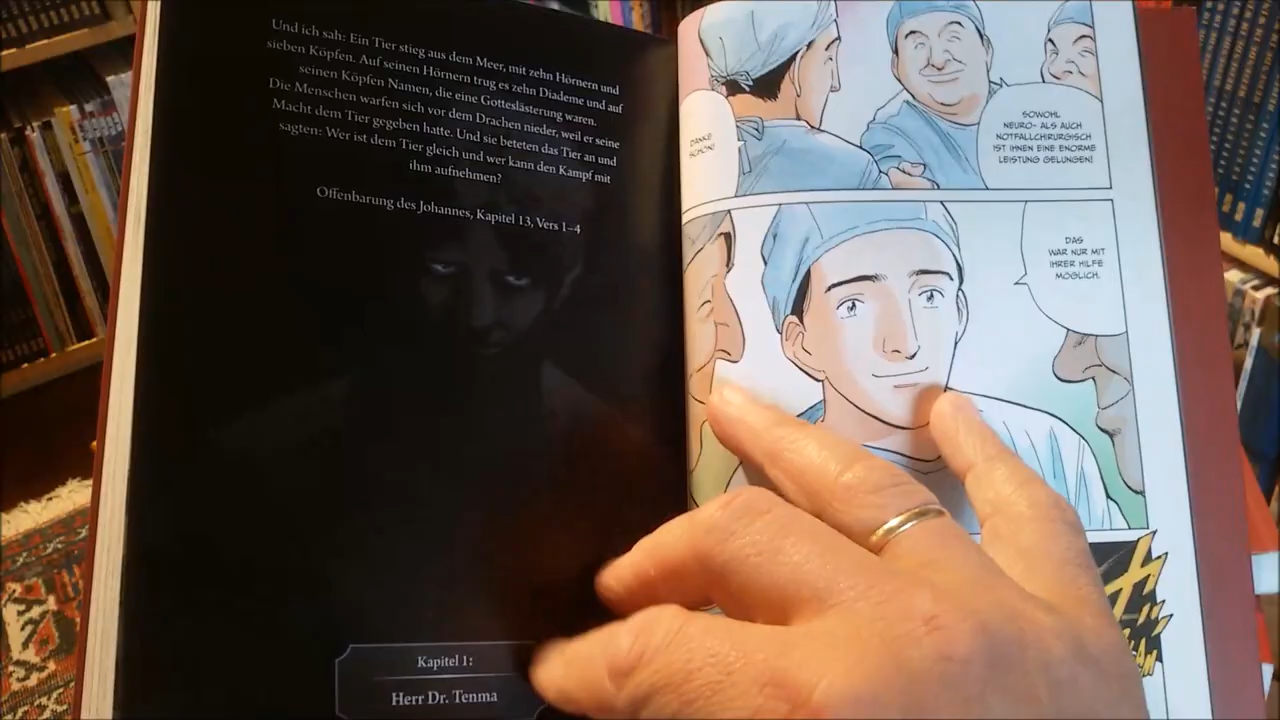 Und ich sah: Ein Tier stieg aus dem Meer, mit zehn Hörnern und
sieben Köpfen. Auf seinen Hörnern trug es zehn Diademe und auf
seinen Köpfen Namen, die eine Gotteslästerung waren.
Die Menschen warfen sich vor dem Drachen nieder, weil er seine
Macht dem Tier gegeben hatte. Und sie beteten das Tier an und
sagten: Wer ist dem Tier gleich und wer kann den Kampf mit
ihm aufnehmen?
Offenbarung des Johannes, Kapitel 13, Vers 1–4
Kapitel 1:
Herr Dr. Tenma
DANKE
SCHÖN!
SOWOHL
NEURO- ALS AUCH
NOTFALLCHIRURGISCH
IST IHNEN EINE ENORME
LEISTUNG GELUNGEN!
DAS
WAR NUR MIT
IHRER HILFE
MÖGLICH.